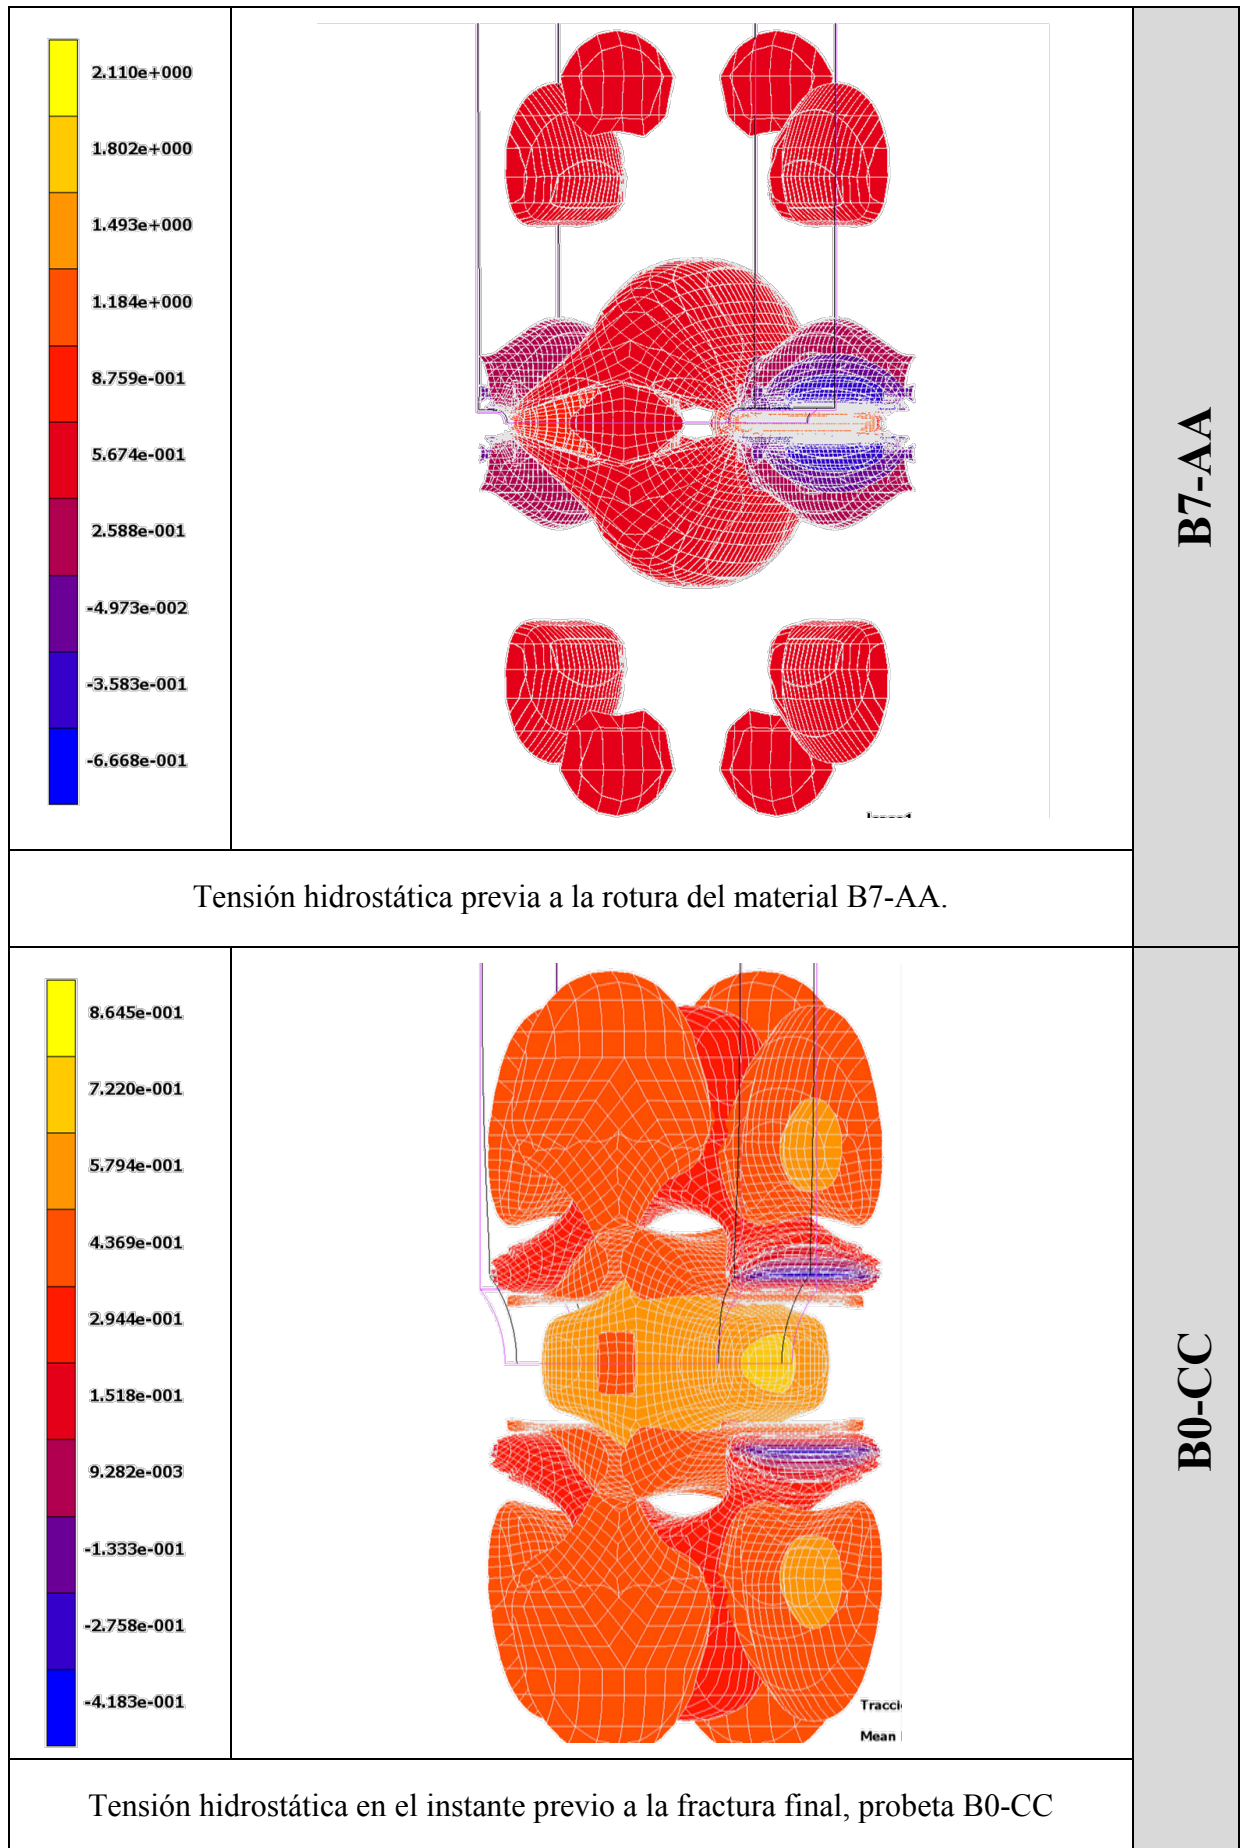 2.110e+000
1.802e+000
1.493e+000
1.184e+000
8.759e-001
5.674e-001
2.588e-001
-4.973e-002
-3.583e-001
-6.668e-001
B7-AA
Tensión hidrostática previa a la rotura del material B7-AA.
8.645e-001
7.220e-001
5.794e-001
4.369e-001
2.944e-001
1.518e-001
9.282e-003
-1.333e-001
-2.758e-001
-4.183e-001
Tracci
Mean
B0-CC
Tensión hidrostática en el instante previo a la fractura final, probeta B0-CC